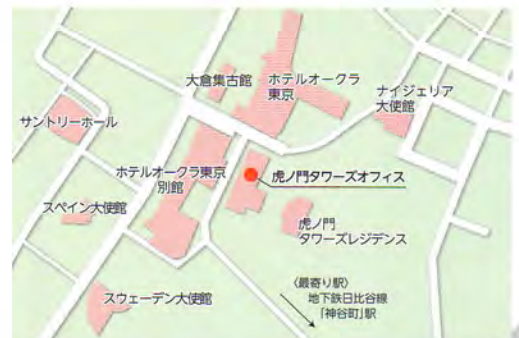 大倉集古館
ホテルオークラ
東京
ナイジェリア
大使館
サントリーホール
ホテルオークラ東京
別館
虎ノ門タワーズオフィス
スペイン大使館
虎ノ門
タワーズレジデンス
スウェーデン大使館
〈最寄り駅〉
地下鉄日比谷線
「神谷町」駅